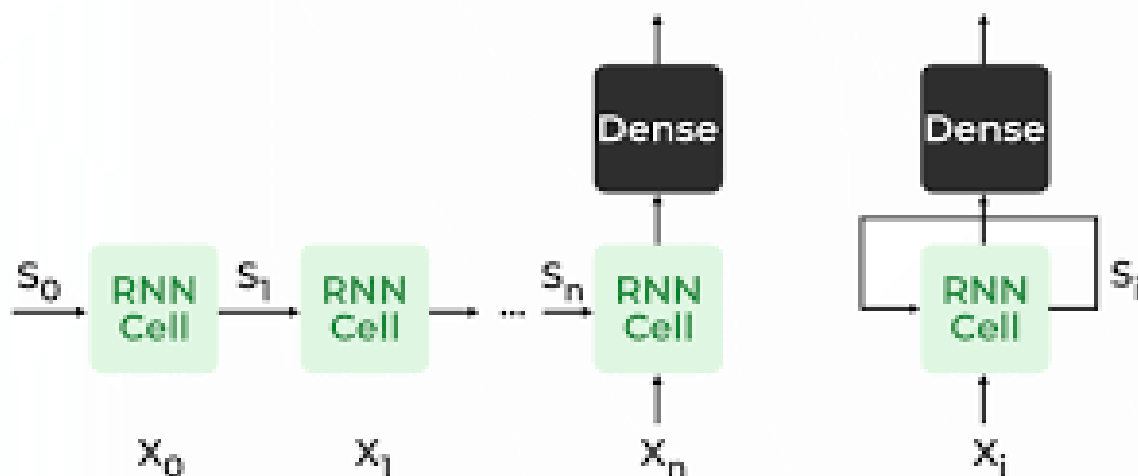 Dense Dense
S₀ RNN Cell S₁ RNN Cell ... Sₙ RNN Cell RNN Cell Sᵢ
X₀ X₁ Xₙ Xᵢ